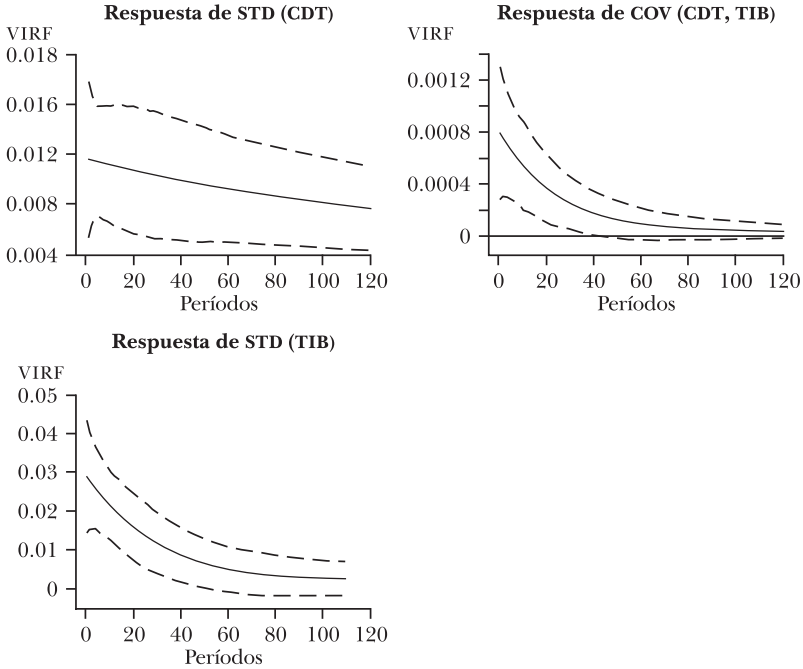 Respuesta de STD (CDT)
VIRF
0.018
0.016
0.012
0.008
0.004
0 20 40 60 80 100 120
Períodos
Respuesta de COV (CDT, TIB)
VIRF
0.0012
0.0008
0.0004
0
0 20 40 60 80 100 120
Períodos
Respuesta de STD (TIB)
VIRF
0.05
0.04
0.03
0.02
0.01
0
0 20 40 60 80 100 120
Períodos